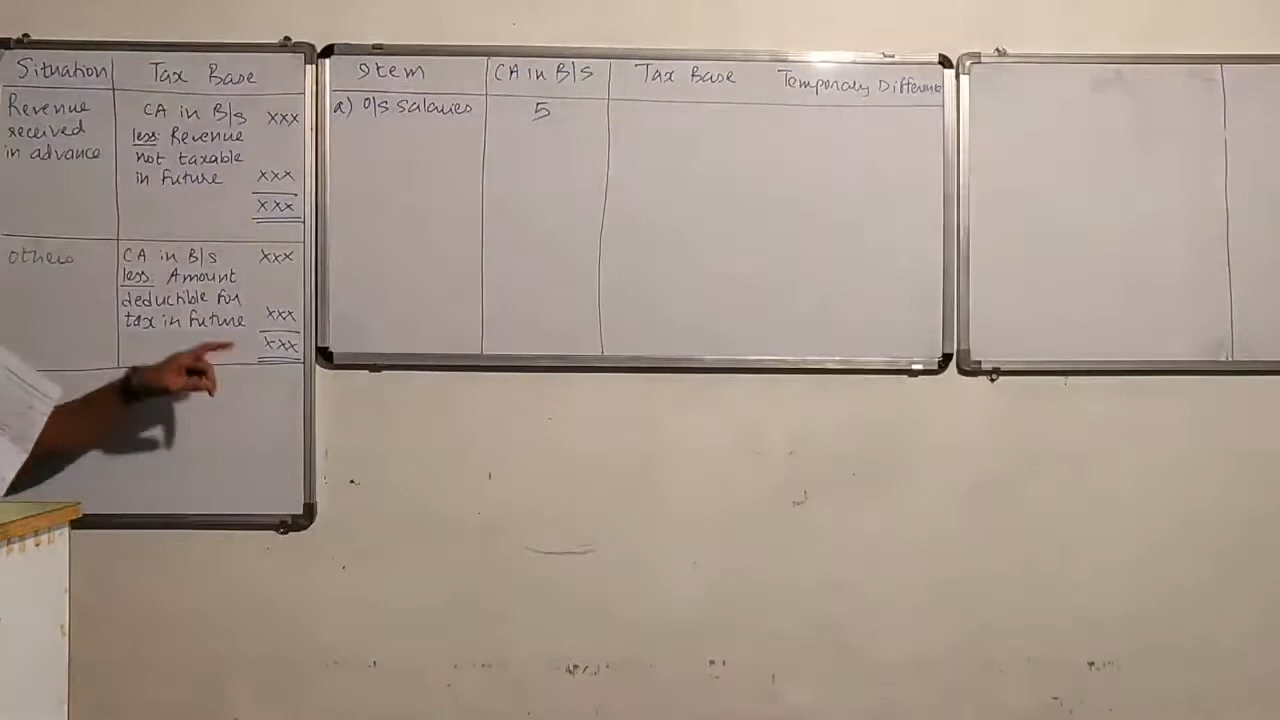 Situation
Tax Base
Revenue
received
in advance
CA in B/S xxx
less: Revenue
not taxable
in future xxx
xxx
others
CA in B/S xxx
less: Amount
deductible for
tax in future xxx
xxx
Item
CA in B/S
Tax Base
Temporary Differenc
a) O/S Salaries
5